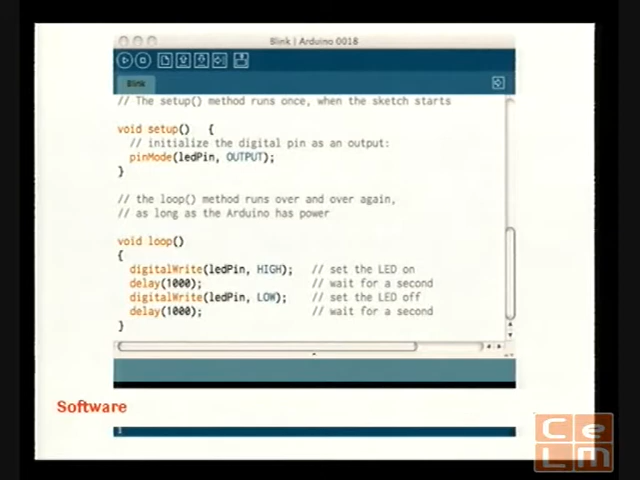 Blink | Arduino 0018
Blink
// The setup() method runs once, when the sketch starts
void setup()   {
// initialize the digital pin as an output:
pinMode(ledPin, OUTPUT);
}
// the loop() method runs over and over again,
// as long as the Arduino has power
void loop()
{
digitalWrite(ledPin, HIGH);   // set the LED on
delay(1000);                  // wait for a second
digitalWrite(ledPin, LOW);    // set the LED off
delay(1000);                  // wait for a second
}
Software
1
CeLm